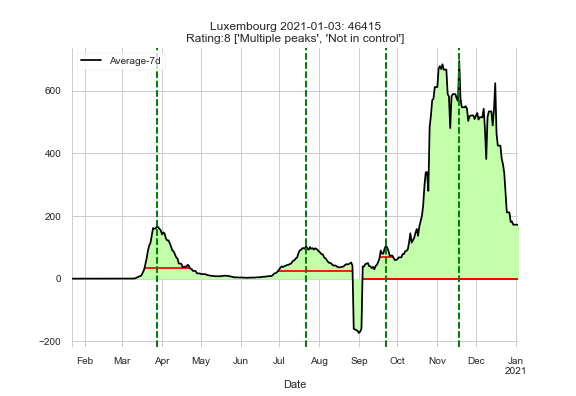 Luxembourg 2021-01-03: 46415
Rating:8 ['Multiple peaks', 'Not in control']
Average-7d
600
400
200
0
−200
Feb Mar Apr May Jun Jul Aug Sep Oct Nov Dec Jan
2021
Date